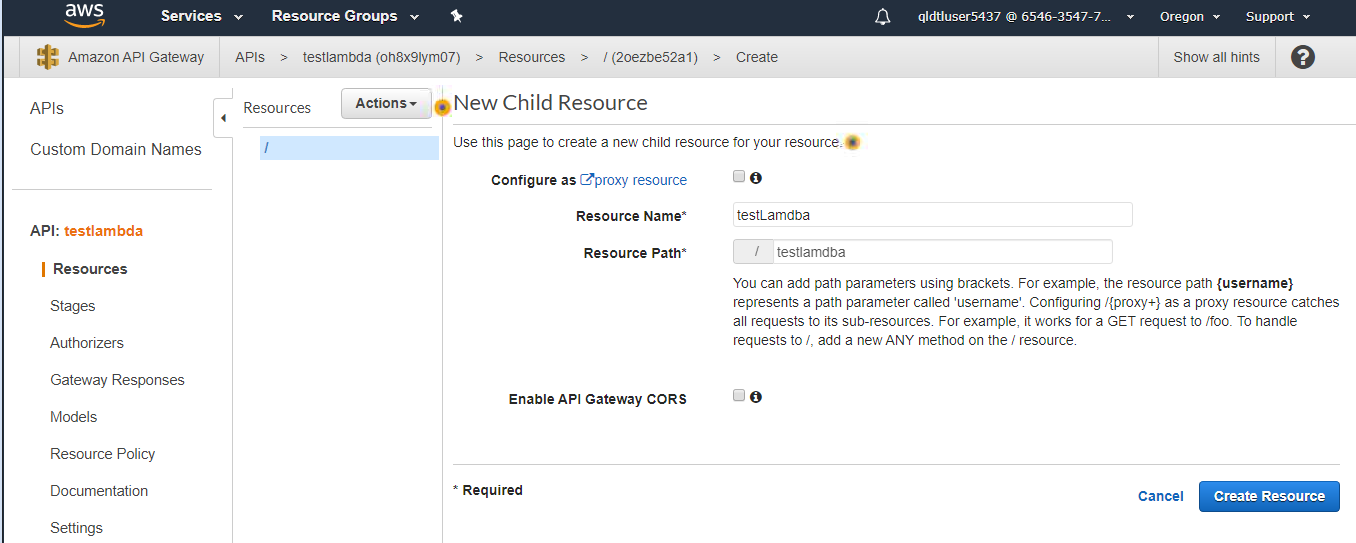 aws Services Resource Groups qldtluser5437 @ 6546-3547-7... Oregon Support
Amazon API Gateway APIs > testlambda (oh8x9lym07) > Resources > / (2oezbe52a1) > Create Show all hints ?
APIs
Custom Domain Names
API: testlambda
Resources
Stages
Authorizers
Gateway Responses
Models
Resource Policy
Documentation
Settings
Resources Actions
/
New Child Resource
Use this page to create a new child resource for your resource.
Configure as proxy resource
Resource Name* testLamdba
Resource Path* / testlamdba
You can add path parameters using brackets. For example, the resource path {username}
represents a path parameter called 'username'. Configuring /{proxy+} as a proxy resource catches
all requests to its sub-resources. For example, it works for a GET request to /foo. To handle
requests to /, add a new ANY method on the / resource.
Enable API Gateway CORS
* Required
Cancel Create Resource